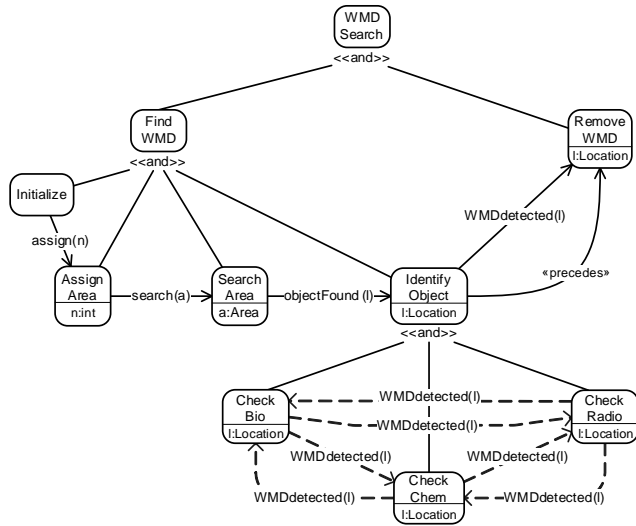 WMD
Search
<<and>>
Find
WMD
<<and>>
Remove
WMD
l:Location
Initialize
assign(n)
WMDdetected(l)
Assign
Area
n:int
search(a)
Search
Area
a:Area
objectFound (l)
Identify
Object
l:Location
«precedes»
<<and>>
Check
Bio
l:Location
WMDdetected(l)
WMDdetected(l)
Check
Radio
l:Location
WMDdetected(l)
WMDdetected(l)
WMDdetected(l)
Check
Chem
l:Location
WMDdetected(l)